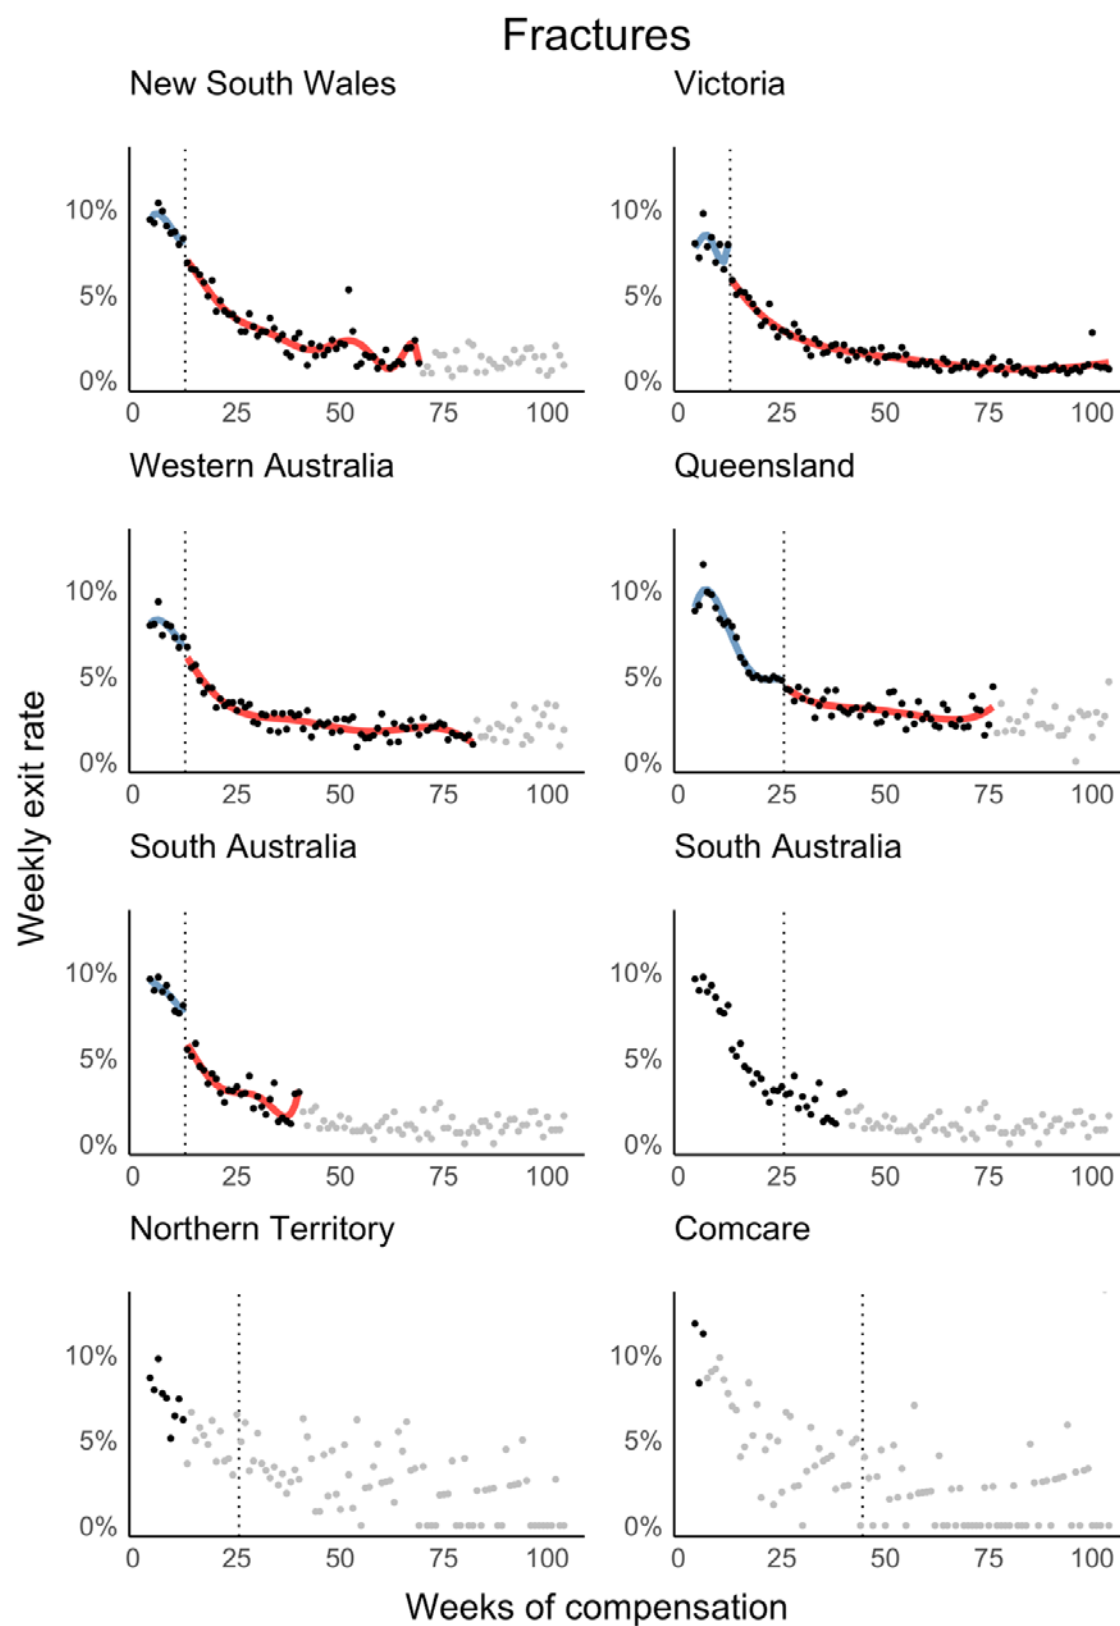 Fractures
New South Wales
Victoria
10%
5%
0%
0 25 50 75 100
10%
5%
0%
0 25 50 75 100
Western Australia
Queensland
10%
5%
0%
0 25 50 75 100
10%
5%
0%
0 25 50 75 100
Weekly exit rate
South Australia
South Australia
10%
5%
0%
0 25 50 75 100
10%
5%
0%
0 25 50 75 100
Northern Territory
Comcare
10%
5%
0%
0 25 50 75 100
10%
5%
0%
0 25 50 75 100
Weeks of compensation